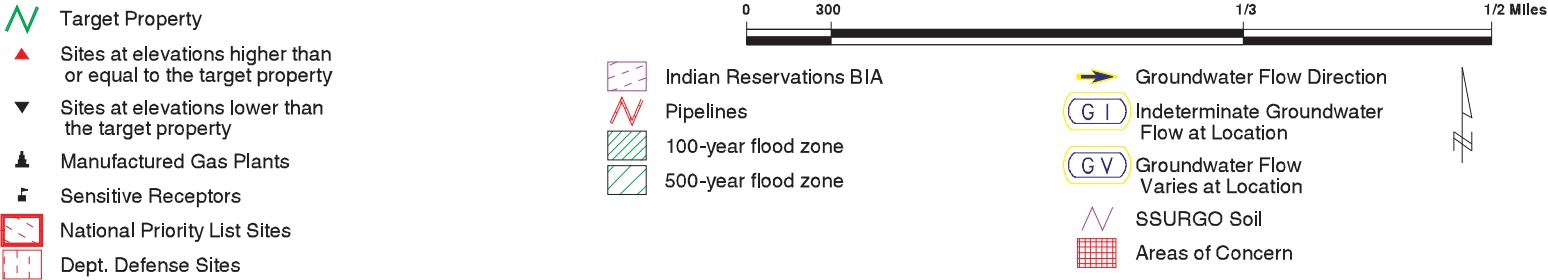 Target Property
Sites at elevations higher than
or equal to the target property
Sites at elevations lower than
the target property
Manufactured Gas Plants
Sensitive Receptors
National Priority List Sites
Dept. Defense Sites
0 300 1/3 1/2 Miles
Indian Reservations BIA
Pipelines
100-year flood zone
500-year flood zone
Groundwater Flow Direction
G I Indeterminate Groundwater
Flow at Location
G V Groundwater Flow
Varies at Location
SSURGO Soil
Areas of Concern
N